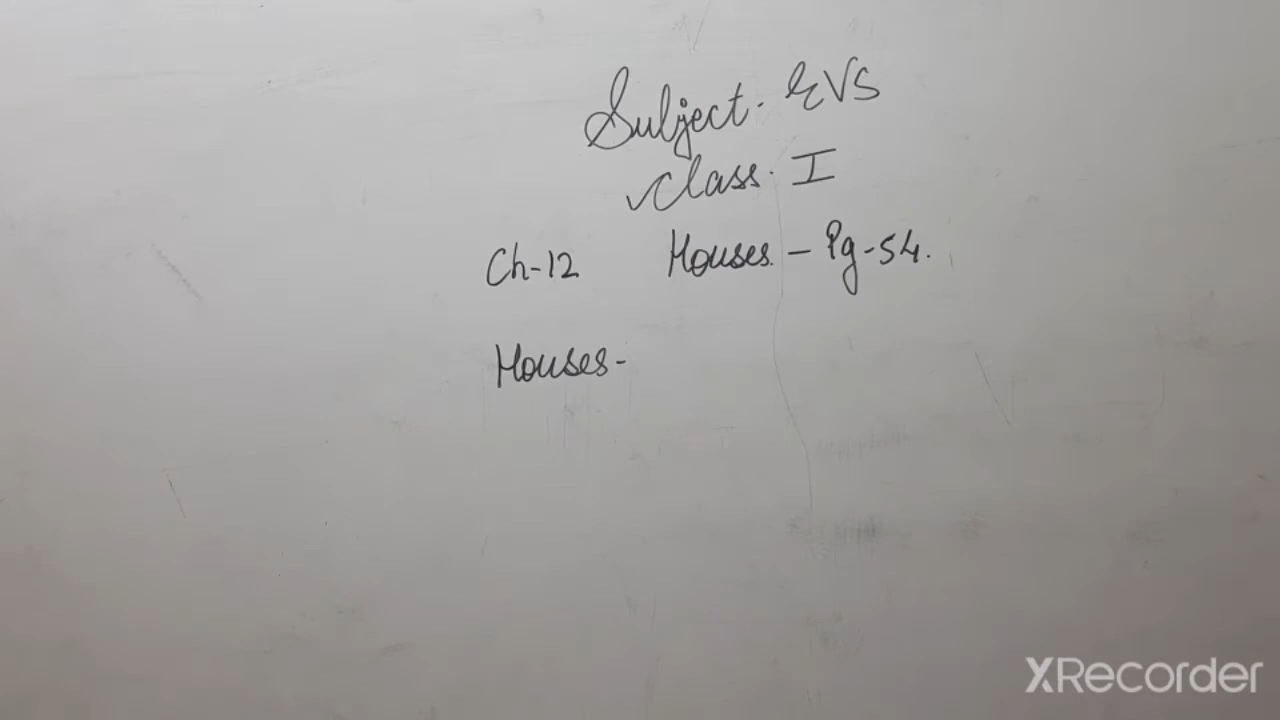 Subject. EVS
Class. I
Ch-12 Houses - Pg-54.
Houses-
XRecorder